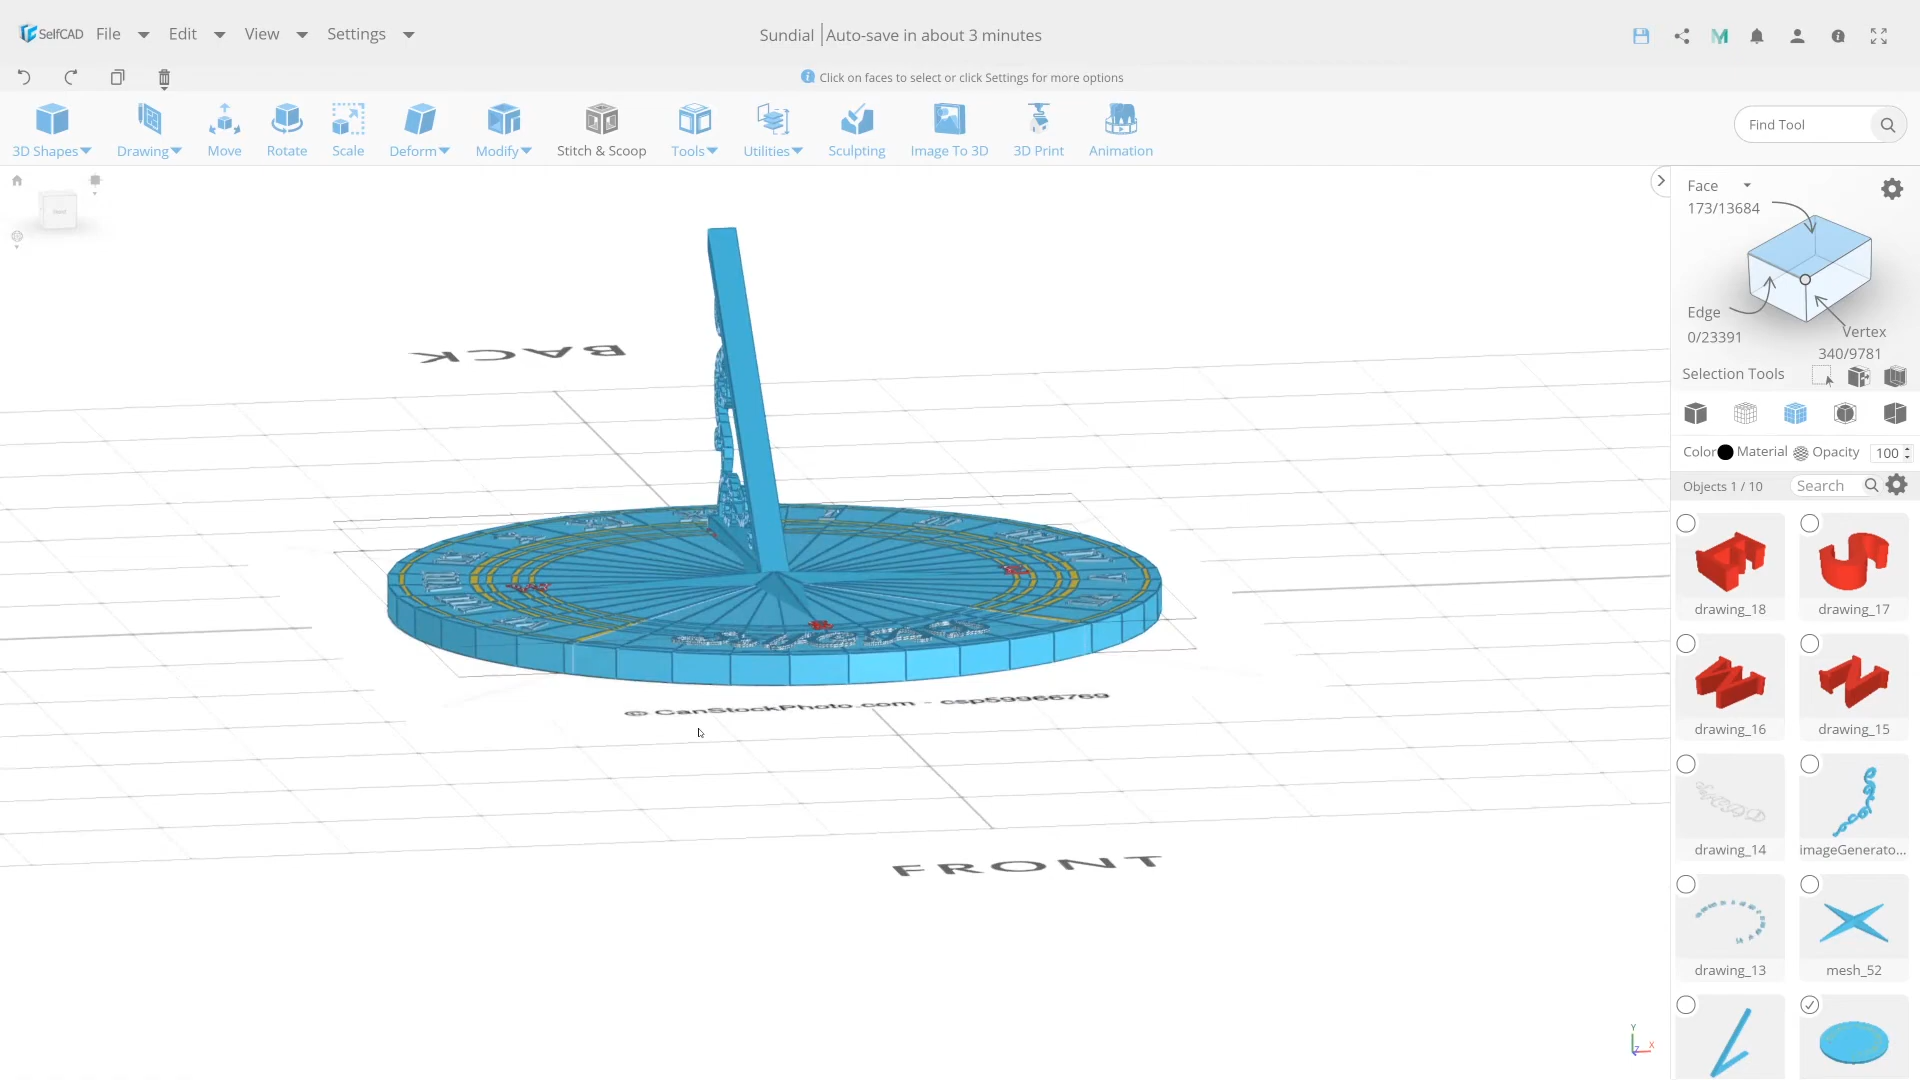 SelfCAD File Edit View Settings
Sundial Auto-save in about 3 minutes
Click on faces to select or click Settings for more options
3D Shapes Drawing Move Rotate Scale Deform Modify Stitch & Scoop Tools Utilities Sculpting Image To 3D 3D Print Animation
Find Tool
Face
173/13684
Edge
0/23391
Vertex
340/9781
Selection Tools
Color Material Opacity 100
Objects 1 / 10 Search
drawing_18 drawing_17
drawing_16 drawing_15
drawing_14 imageGenerato...
drawing_13 mesh_52
BACK
© CanStockPhoto.com - csp59966769
FRONT
Y
X
Z